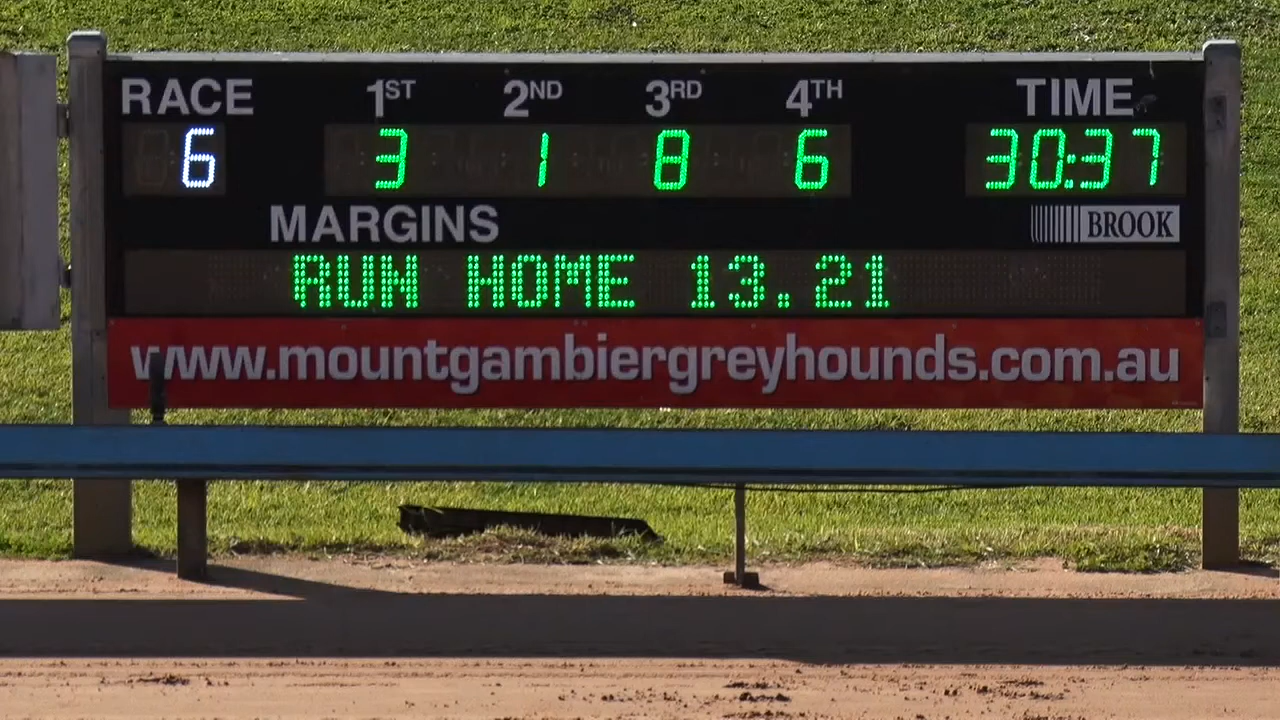 RACE 1ST 2ND 3RD 4TH TIME
6 3 1 8 6 30:37
MARGINS BROOK
RUN HOME 13.21
www.mountgambiergreyhounds.com.au